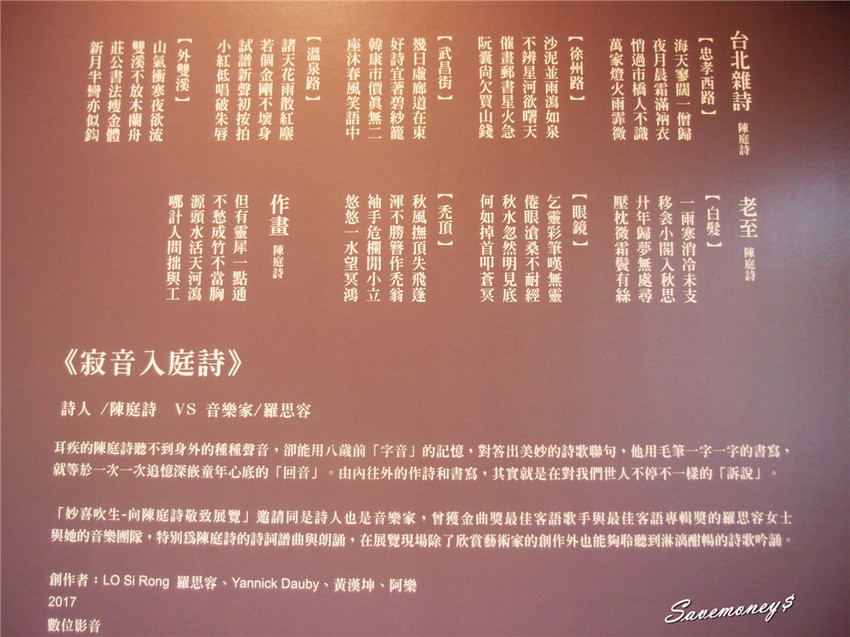 台北雜詩 陳庭詩
【忠孝西路】
海天寥闊一僧歸
夜月晨霜滿衲衣
悄過市橋人不識
萬家燈火雨霏微
【徐州路】
沙泥並雨瀉如泉
不辨星河欲曙天
催畫郵書星火急
阮囊尙欠買山錢
【武昌街】
幾日虛廊道在東
好詩宜著碧紗籠
韓康市價眞無二
座沐春風笑語中
【溫泉路】
諸天花雨散紅塵
若個金剛不壞身
試譜新聲初按拍
小紅低唱破朱唇
【外雙溪】
山氣衝寒夜欲流
雙溪不放木蘭舟
莊公書法瘦金體
新月半彎亦似鈎
老至 陳庭詩
【白髮】
一雨寒消冷未支
移衾小閣入秋思
廿年歸夢無處尋
壓枕微霜鬢有絲
【眼鏡】
乞靈彩筆嘆無靈
倦眼滄桑不耐經
秋水忽然明見底
何如掉首叩蒼冥
【禿頂】
秋風撫頂失飛蓬
渾不勝簪作禿翁
袖手危欄閒小立
悠悠一水望冥鴻
作畫 陳庭詩
但有靈犀一點通
不愁成竹不當胸
源頭水活天河瀉
哪計人間拙與工
《寂音入庭詩》
詩人 /陳庭詩 VS 音樂家/羅思容
耳疾的陳庭詩聽不到身外的種種聲音，卻能用八歲前「字音」的記憶，對答出美妙的詩歌聯句，他用毛筆一字一字的書寫，
就等於一次一次追憶深嵌童年心底的「回音」。由內往外的作詩和書寫，其實就是在對我們世人不停不一樣的「訴說」。
「妙喜吹生-向陳庭詩敬致展覽」邀請同是詩人也是音樂家，曾獲金曲獎最佳客語歌手與最佳客語專輯獎的羅思容女士
與她的音樂團隊，特別爲陳庭詩的詩詞譜曲與朗誦，在展覽現場除了欣賞藝術家的創作外也能夠聆聽到淋漓酣暢的詩歌吟誦。
創作者：LO Si Rong 羅思容、Yannick Dauby、黃漢坤、阿樂
2017
數位影音
Savemoney$